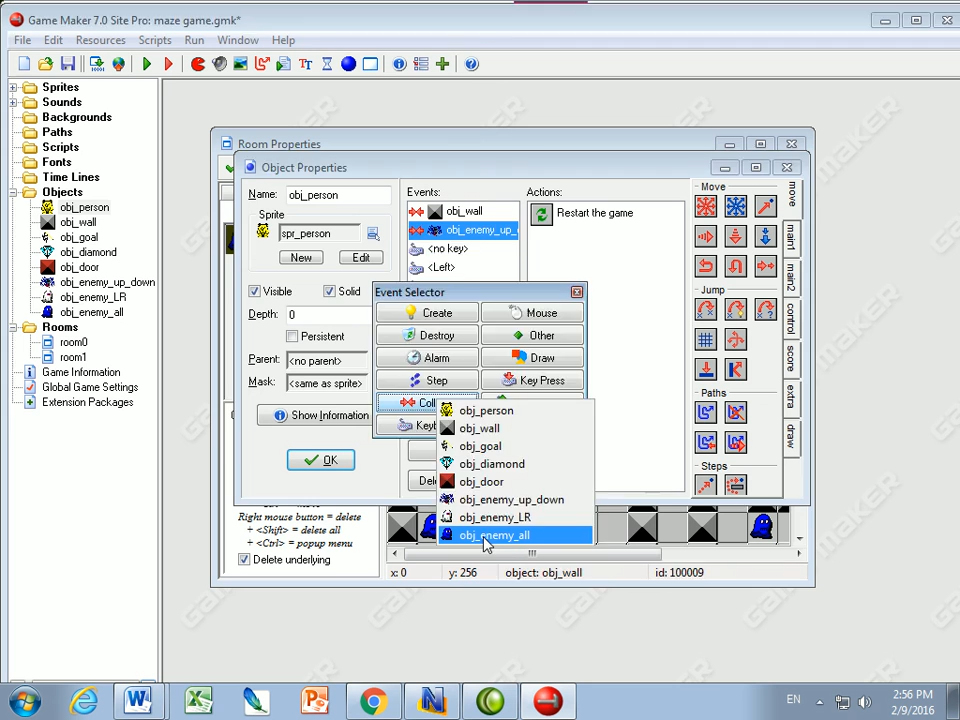 Game Maker 7.0 Site Pro: maze game.gmk*
File Edit Resources Scripts Run Window Help
Sprites
Sounds
Backgrounds
Paths
Scripts
Fonts
Time Lines
Objects
obj_person
obj_wall
obj_goal
obj_diamond
obj_door
obj_enemy_up_down
obj_enemy_LR
obj_enemy_all
Rooms
room0
room1
Game Information
Global Game Settings
Extension Packages
Room Properties
Object Properties
Name: obj_person
Sprite
spr_person
New Edit
Visible Solid
Depth: 0
Persistent
Parent: <no parent>
Mask: <same as sprite>
Show Information
OK
Events:
obj_wall
obj_enemy_up_
<no key>
<Left>
Actions:
Restart the game
Event Selector
Create Mouse
Destroy Other
Alarm Draw
Step Key Press
Coll
Keyb
Del
obj_person
obj_wall
obj_goal
obj_diamond
obj_door
obj_enemy_up_down
obj_enemy_LR
obj_enemy_all
Move
Jump
Paths
Steps
move
main1
main2
control
score
extra
draw
Right mouse button = delete
+ <Shift> = delete all
+ <Ctrl> = popup menu
Delete underlying
x: 0 y: 256 object: obj_wall id: 100009
EN
2:56 PM
2/9/2016